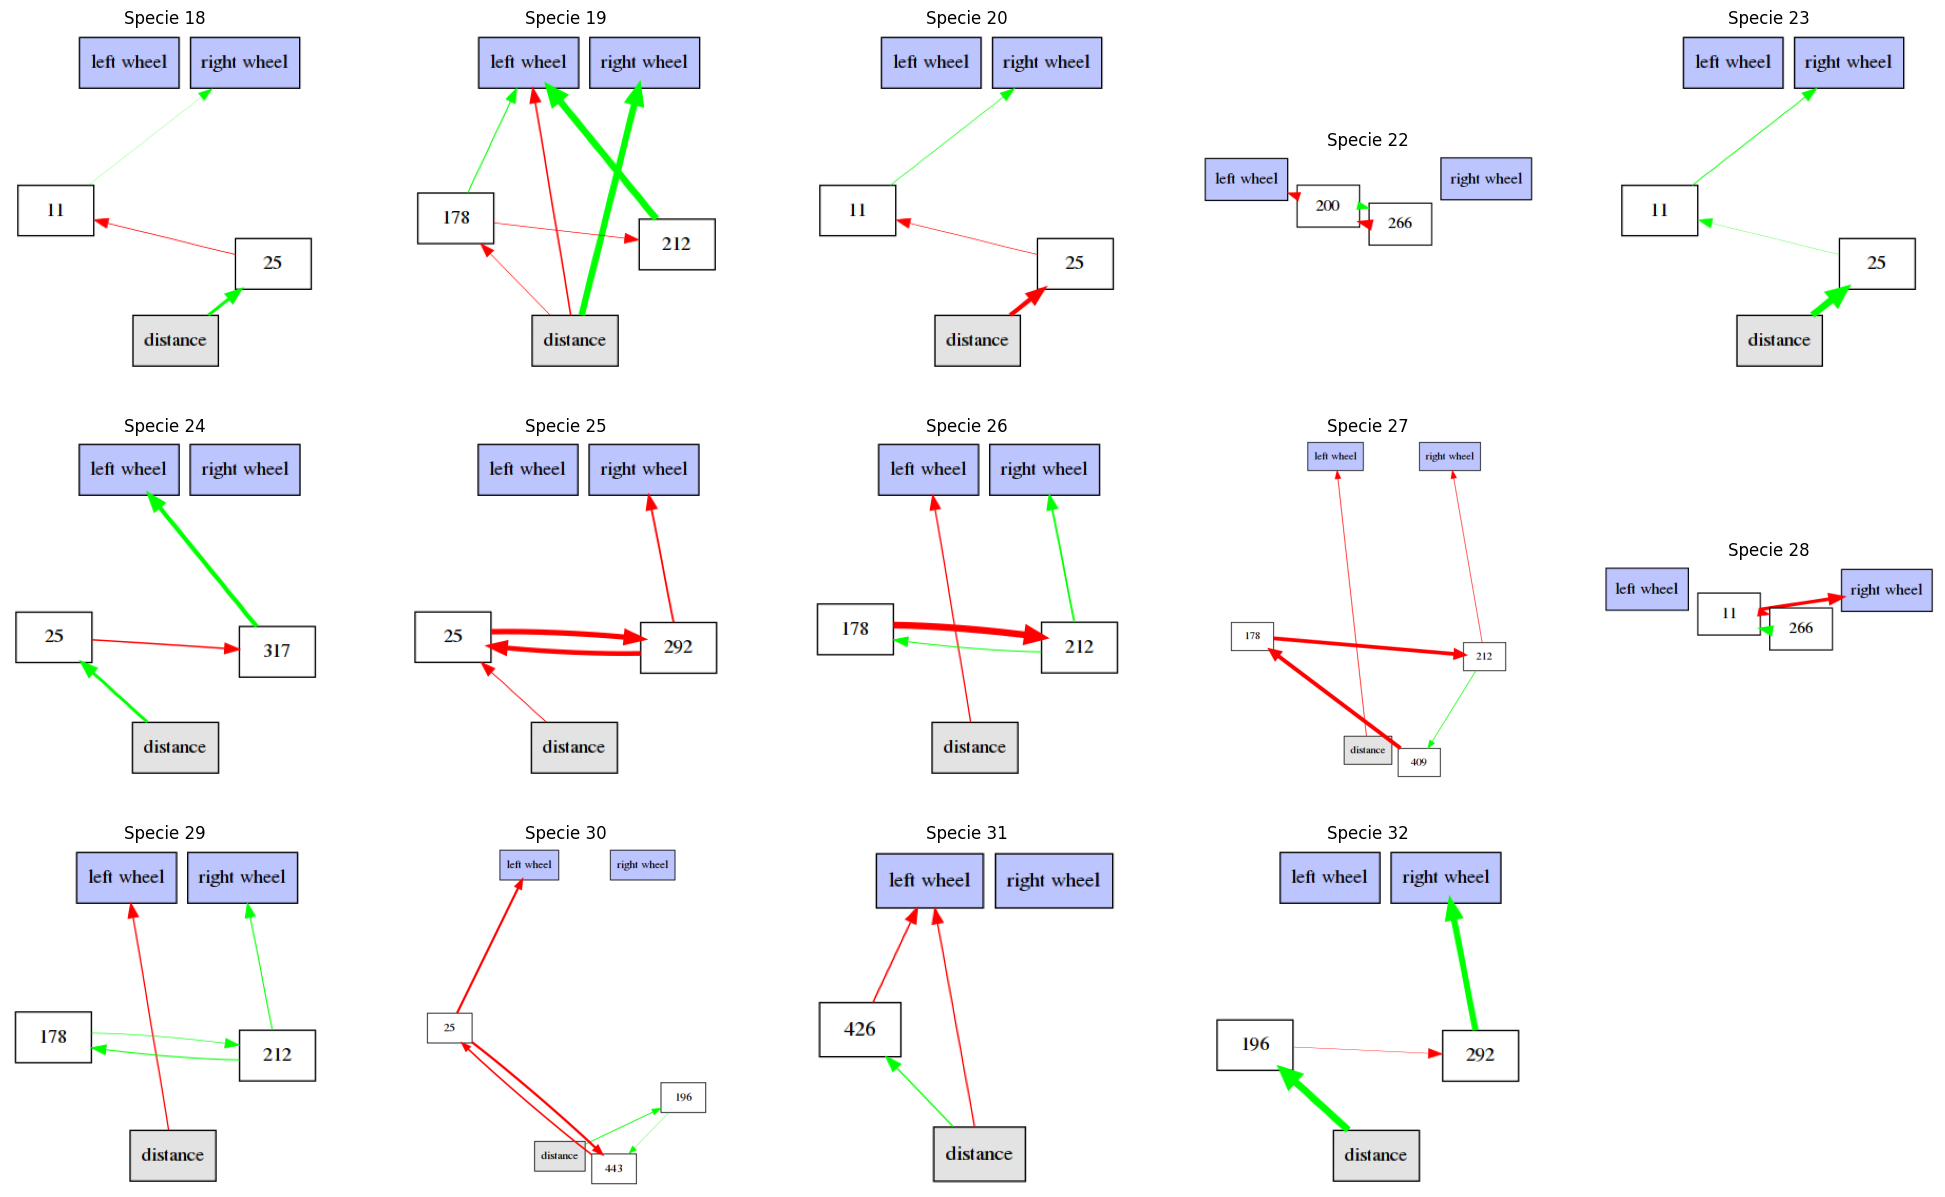 Specie 18
left wheel
right wheel
11
25
distance
Specie 19
left wheel
right wheel
178
212
distance
Specie 20
left wheel
right wheel
11
25
distance
Specie 22
left wheel
right wheel
200
266
Specie 23
left wheel
right wheel
11
25
distance
Specie 24
left wheel
right wheel
25
317
distance
Specie 25
left wheel
right wheel
25
292
distance
Specie 26
left wheel
right wheel
178
212
distance
Specie 27
left wheel
right wheel
178
212
distance
409
Specie 28
left wheel
right wheel
11
266
Specie 29
left wheel
right wheel
178
212
distance
Specie 30
left wheel
right wheel
25
196
distance
443
Specie 31
left wheel
right wheel
426
distance
Specie 32
left wheel
right wheel
196
292
distance